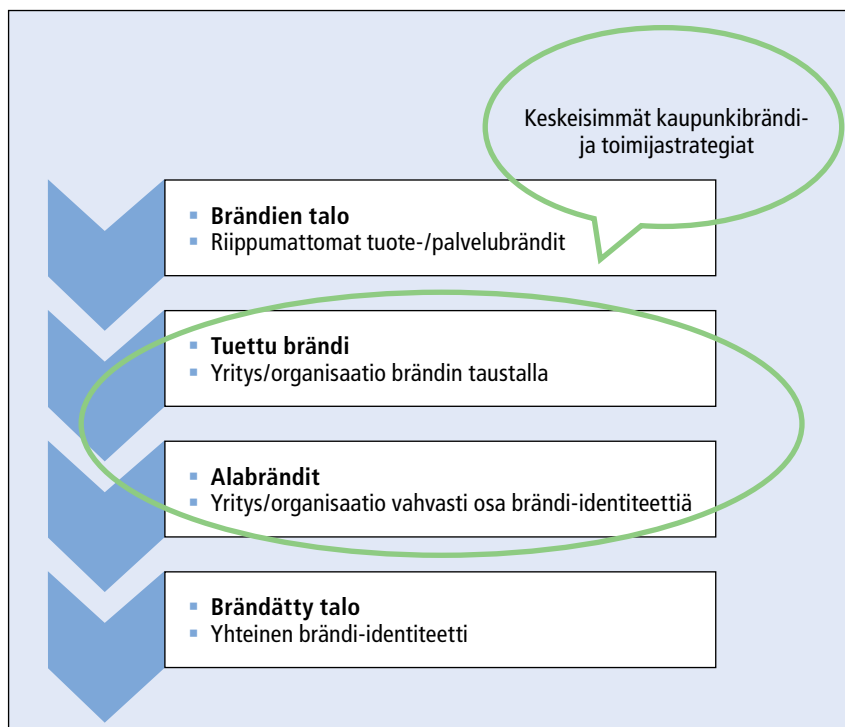 Keskeisimmät kaupunkibrändi-
ja toimijastrategiat
Brändien talo
Riippumattomat tuote-/palvelubrändit
Tuettu brändi
Yritys/organisaatio brändin taustalla
Alabrändit
Yritys/organisaatio vahvasti osa brändi-identiteettiä
Brändätty talo
Yhteinen brändi-identiteetti